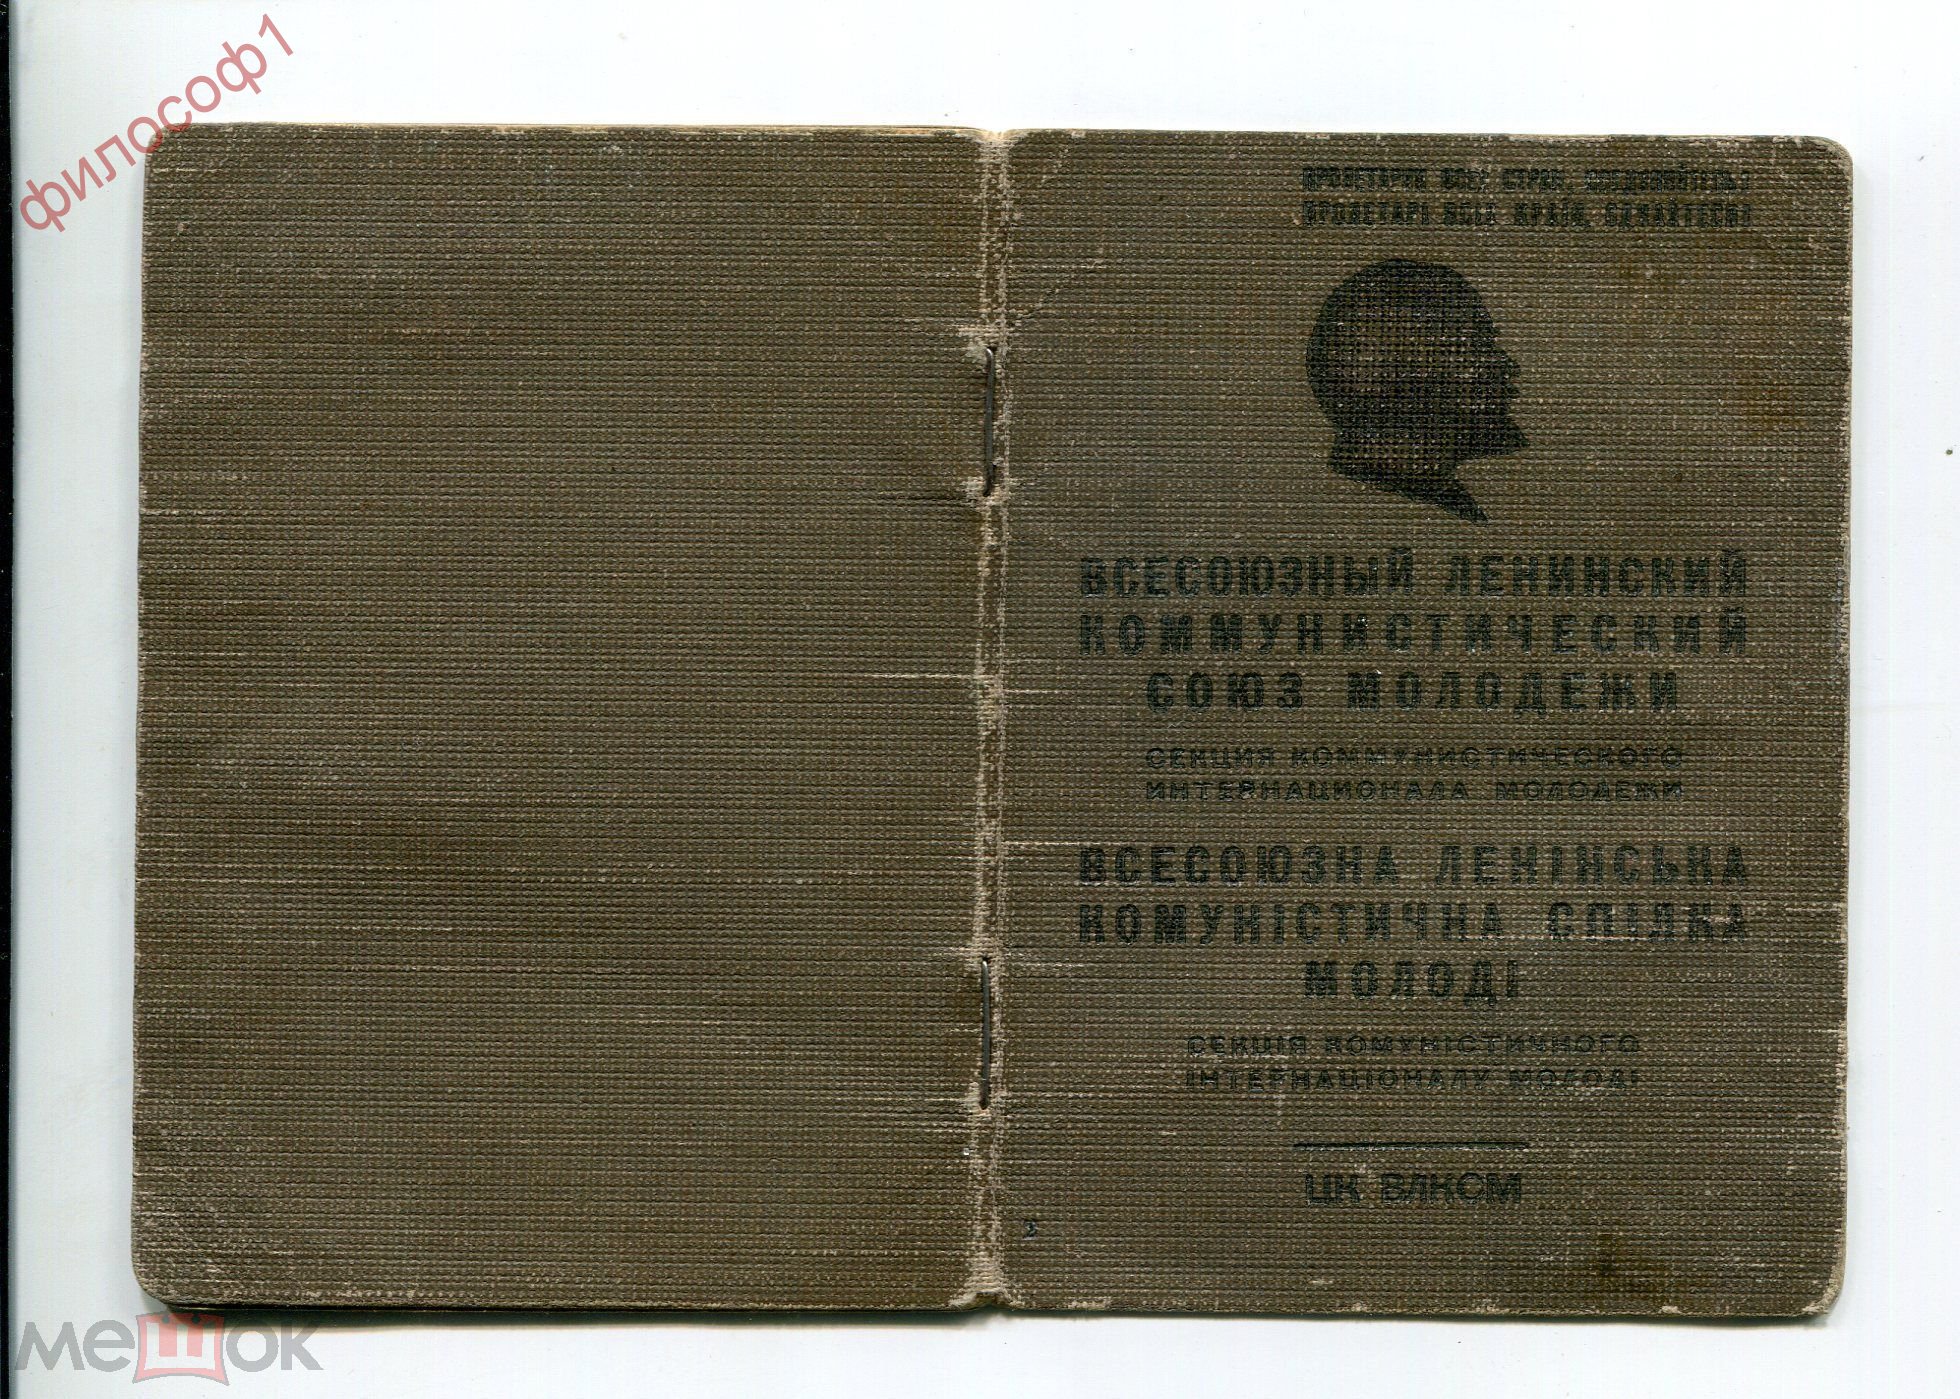 философ1
ПРОЛЕТАРИИ ВСЕХ СТРАН, СОЕДИНЯЙТЕСЬ!
ПРОЛЕТАРІ ВСІХ КРАЇН, ЄДНАЙТЕСЯ!
ВСЕСОЮЗНЫЙ ЛЕНИНСКИЙ
КОММУНИСТИЧЕСКИЙ
СОЮЗ МОЛОДЕЖИ
СЕКЦИЯ КОММУНИСТИЧЕСКОГО
ИНТЕРНАЦИОНАЛА МОЛОДЕЖИ
ВСЕСОЮЗНА ЛЕНІНСЬКА
КОМУНІСТИЧНА СПІЛКА
МОЛОДІ
СЕКЦІЯ КОМУНІСТИЧНОГО
ІНТЕРНАЦІОНАЛУ МОЛОДІ
ЦК ВЛКСМ
мешок